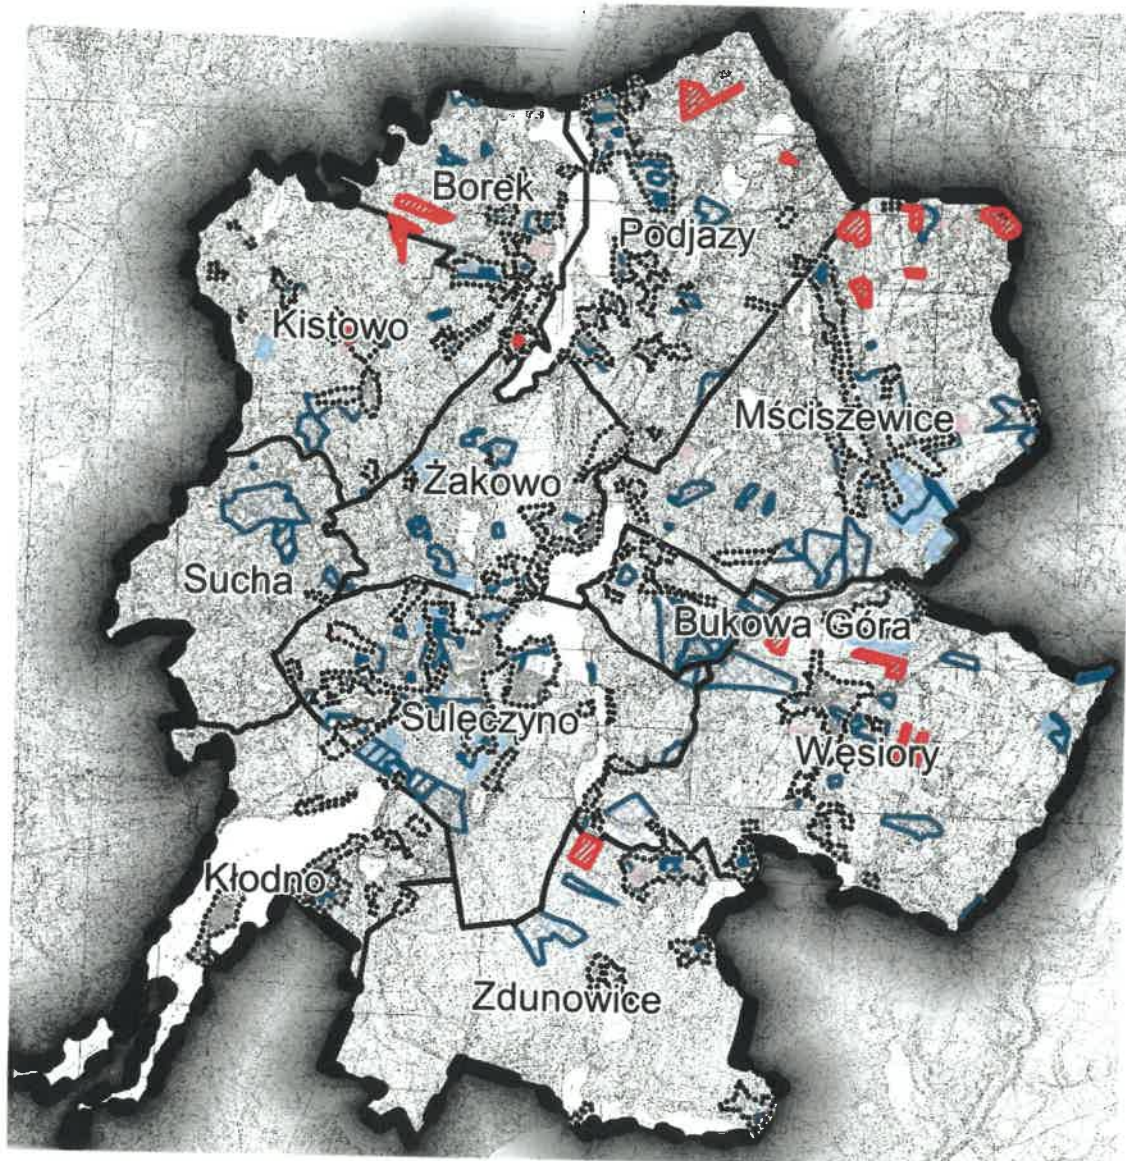 Borek
Podjazy
Kistowo
Mściszewice
Żakowo
Sucha
Bukowa Góra
Sulęczyno
Węsiory
Kłodno
Zdunowice